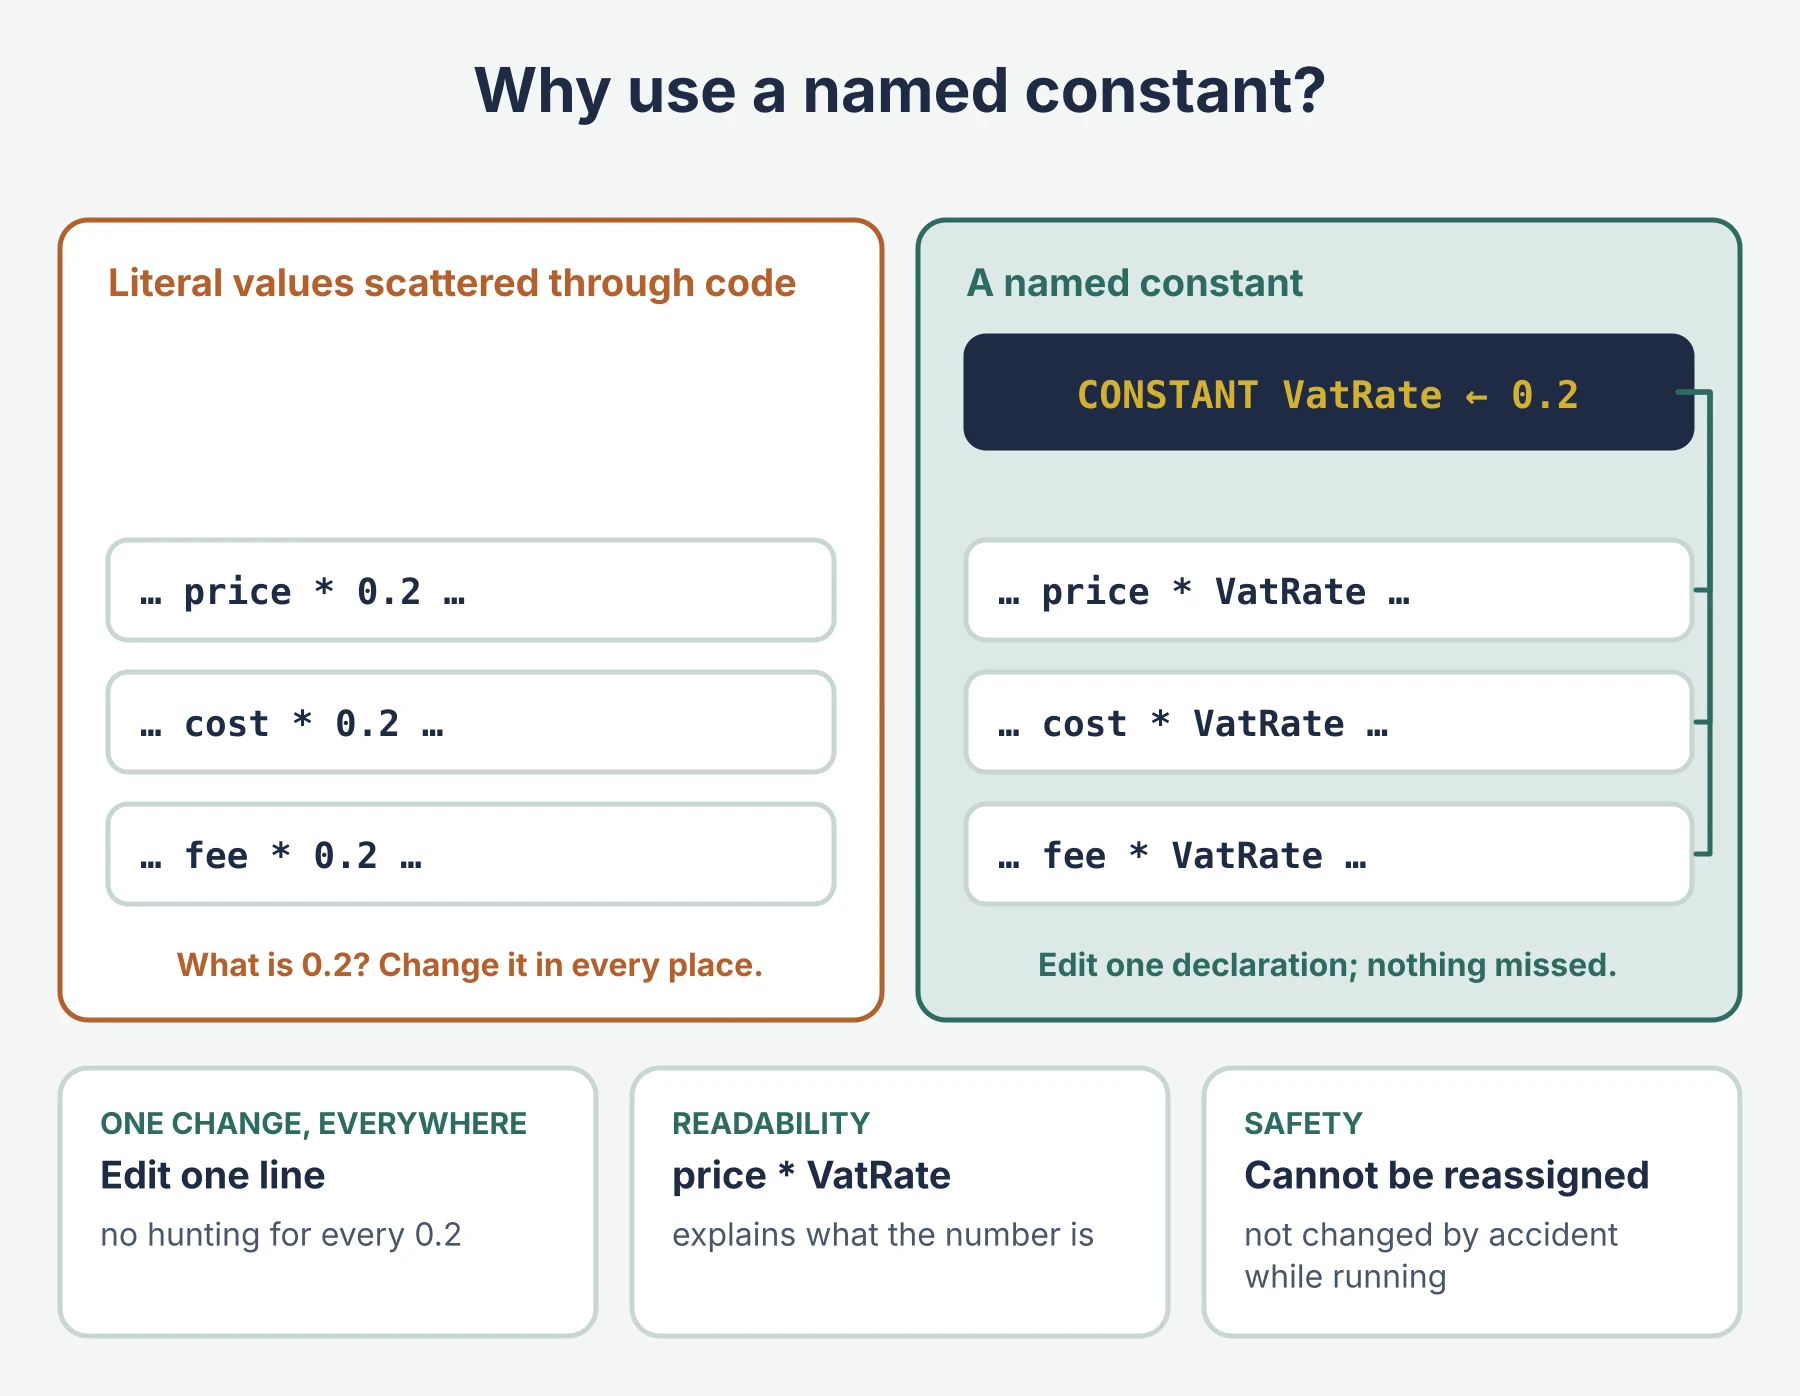 Why use a named constant?
Literal values scattered through code
… price * 0.2 …
… cost * 0.2 …
… fee * 0.2 …
What is 0.2? Change it in every place.
A named constant
CONSTANT VatRate ← 0.2
… price * VatRate …
… cost * VatRate …
… fee * VatRate …
Edit one declaration; nothing missed.
ONE CHANGE, EVERYWHERE
Edit one line
no hunting for every 0.2
READABILITY
price * VatRate
explains what the number is
SAFETY
Cannot be reassigned
not changed by accident
while running